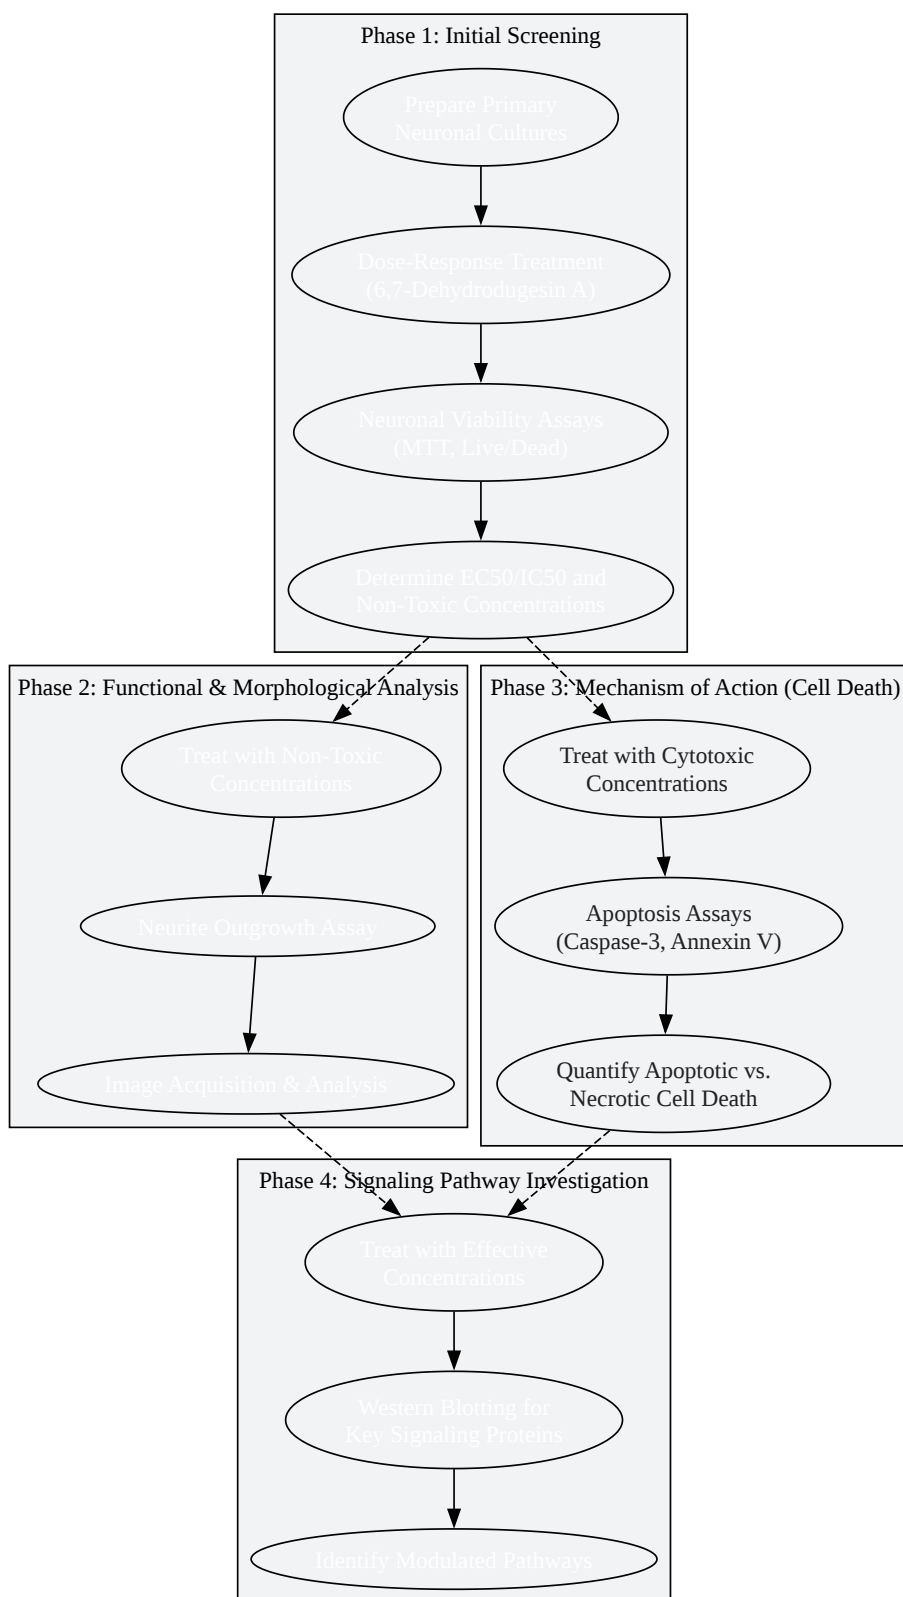 Phase 1: Initial Screening
Prepare Primary
Neuronal Cultures
Dose-Response Treatment
(6,7-Dehydrodugesin A)
Neuronal Viability Assays
(MTT, Live/Dead)
Determine EC50/IC50 and
Non-Toxic Concentrations
Phase 2: Functional & Morphological Analysis
Treat with Non-Toxic
Concentrations
Neurite Outgrowth Assay
Image Acquisition & Analysis
Phase 3: Mechanism of Action (Cell Death)
Treat with Cytotoxic
Concentrations
Apoptosis Assays
(Caspase-3, Annexin V)
Quantify Apoptotic vs.
Necrotic Cell Death
Phase 4: Signaling Pathway Investigation
Treat with Effective
Concentrations
Western Blotting for
Key Signaling Proteins
Identify Modulated Pathways